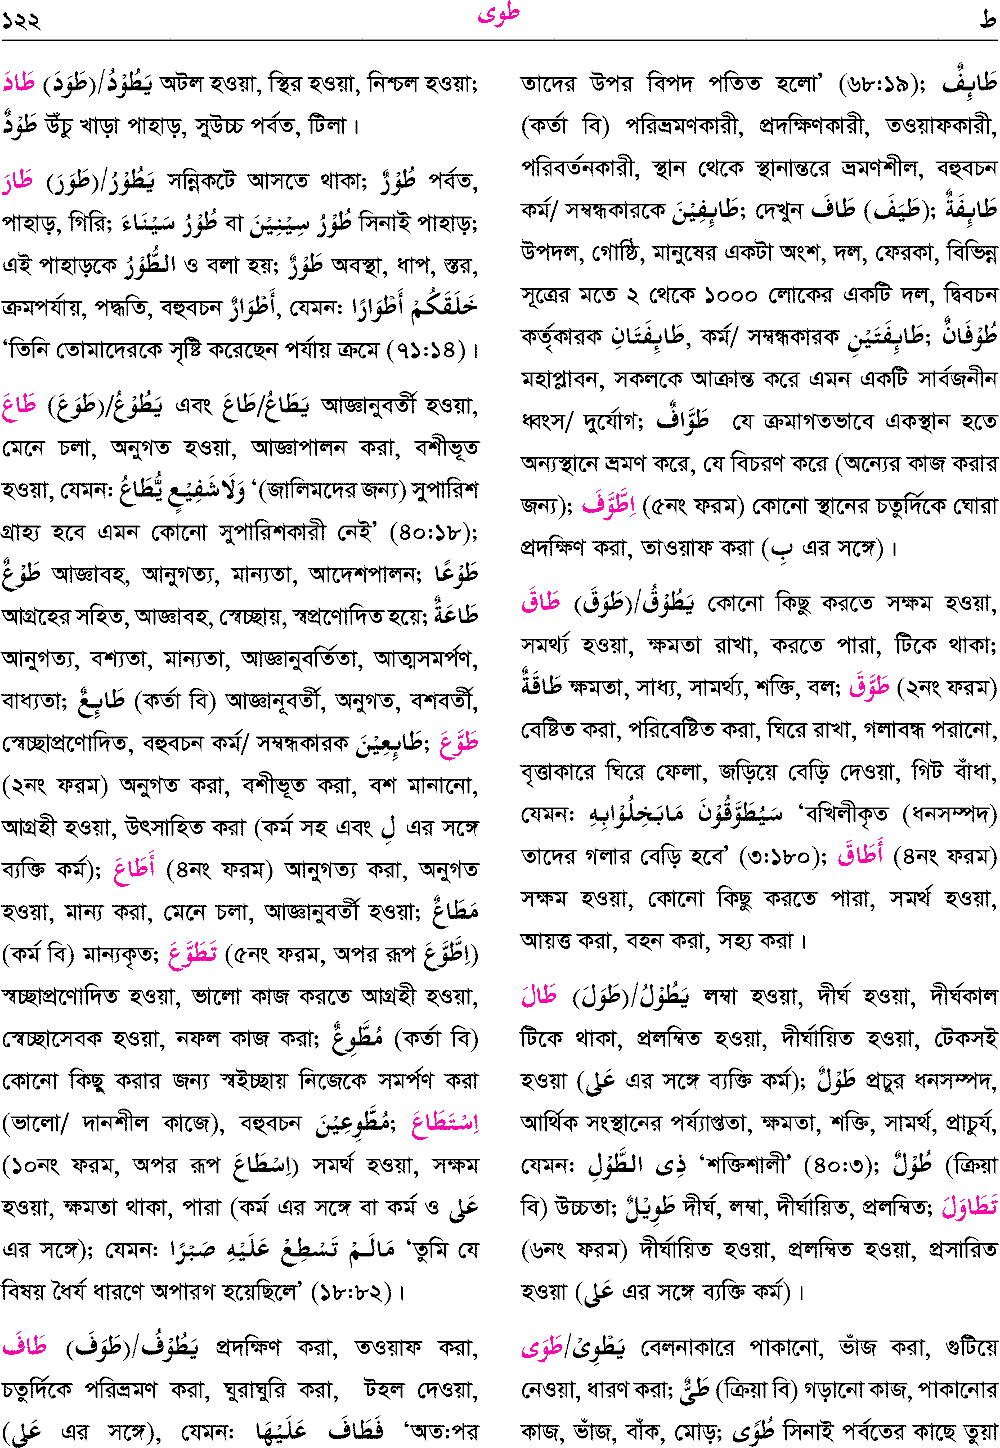 ১২২ طوى ط
طَادَ (طَوَدَ)/يَطُوْدُ অটল হওয়া, স্থির হওয়া, নিশ্চল হওয়া;
طَوْدٌ উঁচু খাড়া পাহাড়, সুউচ্চ পর্বত, টিলা।
طَارَ (طَوَرَ)/يَطُوْرُ সন্নিকটে আসতে থাকা; طُوْرٌ পর্বত,
পাহাড়, গিরি; طُوْرُ سَيْنَاءَ বা طُوْرُ سِيْنِيْنَ সিনাই পাহাড়;
এই পাহাড়কে الطُّوْرُ ও বলা হয়; طَوْرٌ অবস্থা, ধাপ, স্তর,
ক্রমপর্যায়, পদ্ধতি, বহুবচন أَطْوَارٌ, যেমন: خَلَقَكُمْ أَطْوَارًا
‘তিনি তোমাদেরকে সৃষ্টি করেছেন পর্যায় ক্রমে (৭১:১৪)।
طَاعَ (طَوَعَ)/يَطُوْعُ এবং طَاعَ/يَطَاعُ আজ্ঞানুবর্তী হওয়া,
মেনে চলা, অনুগত হওয়া, আজ্ঞাপালন করা, বশীভূত
হওয়া, যেমন: وَلَا شَفِيْعٍ يُّطَاعُ ‘(জালিমদের জন্য) সুপারিশ
গ্রাহ্য হবে এমন কোনো সুপারিশকারী নেই’ (৪০:১৮);
طَوْعٌ আজ্ঞাবহ, আনুগত্য, মান্যতা, আদেশপালন; طَوْعًا
আগ্রহের সহিত, আজ্ঞাবহ, স্বেচ্ছায়, স্বপ্রণোদিত হয়ে; طَاعَةٌ
আনুগত্য, বশ্যতা, মান্যতা, আজ্ঞানুবর্তিতা, আত্মসমর্পণ,
বাধ্যতা; طَايِعٌ (কর্তা বি) আজ্ঞানূবর্তী, অনুগত, বশবর্তী,
স্বেচ্ছাপ্রণোদিত, বহুবচন কর্ম/ সম্বন্ধকারক طَايِعِيْنَ; طَوَّعَ
(২নং ফরম) অনুগত করা, বশীভূত করা, বশ মানানো,
আগ্রহী হওয়া, উৎসাহিত করা (কর্ম সহ এবং لِ এর সঙ্গে
ব্যক্তি কর্ম); أَطَاعَ (৪নং ফরম) আনুগত্য করা, অনুগত
হওয়া, মান্য করা, মেনে চলা, আজ্ঞানুবর্তী হওয়া; مَطَاعٌ
(কর্ম বি) মান্যকৃত; تَطَوَّعَ (৫নং ফরম, অপর রূপ اِطَّوَّعَ)
স্বচ্ছাপ্রণোদিত হওয়া, ভালো কাজ করতে আগ্রহী হওয়া,
স্বেচ্ছাসেবক হওয়া, নফল কাজ করা; مُطَّوِعٌ (কর্তা বি)
কোনো কিছু করার জন্য স্বইচ্ছায় নিজেকে সমর্পণ করা
(ভালো/ দানশীল কাজে), বহুবচন مُطَّوِعِيْنَ; اِسْتَطَاعَ
(১০নং ফরম, অপর রূপ اِسْطَاعَ) সমর্থ হওয়া, সক্ষম
হওয়া, ক্ষমতা থাকা, পারা (কর্ম এর সঙ্গে বা কর্ম ও عَلى
এর সঙ্গে); যেমন: مَالَمْ تَسْطِعْ عَلَيْهِ صَبْرًا ‘তুমি যে
বিষয় ধৈর্য ধারণে অপারগ হয়েছিলে’ (১৮:৮২)।
طَافَ (طَوَفَ)/يَطُوْفُ প্রদক্ষিণ করা, তওয়াফ করা,
চতুর্দিকে পরিভ্রমণ করা, ঘুরাঘুরি করা, টহল দেওয়া,
(عَلى এর সঙ্গে), যেমন: فَطَافَ عَلَيْهَا ‘অত:পর
তাদের উপর বিপদ পতিত হলো’ (৬৮:১৯); طَايِفٌ
(কর্তা বি) পরিভ্রমণকারী, প্রদক্ষিণকারী, তওয়াফকারী,
পরিবর্তনকারী, স্থান থেকে স্থানান্তরে ভ্রমণশীল, বহুবচন
কর্ম/ সম্বন্ধকারকে طَايِفِيْنَ; দেখুন طَافَ (طَيَفَ); طَايِفَةٌ
উপদল, গোষ্ঠি, মানুষের একটা অংশ, দল, ফেরকা, বিভিন্ন
সূত্রের মতে ২ থেকে ১০০০ লোকের একটি দল, দ্বিবচন
কর্তৃকারক طَايِفَتَانِ, কর্ম/ সম্বন্ধকারক طَايِفَتَيْنِ; طُوْفَانٌ
মহাপ্লাবন, সকলকে আক্রান্ত করে এমন একটি সার্বজনীন
ধ্বংস/ দুর্যোগ; طَوَّافٌ যে ক্রমাগতভাবে একস্থান হতে
অন্যস্থানে ভ্রমণ করে, যে বিচরণ করে (অন্যের কাজ করার
জন্য); اِطَّوَّفَ (৫নং ফরম) কোনো স্থানের চতুর্দিকে ঘোরা
প্রদক্ষিণ করা, তাওয়াফ করা (بِ এর সঙ্গে)।
طَاقَ (طَوَقَ)/يَطُوْقُ কোনো কিছু করতে সক্ষম হওয়া,
সমর্থ্য হওয়া, ক্ষমতা রাখা, করতে পারা, টিকে থাকা;
طَاقَةٌ ক্ষমতা, সাধ্য, সামর্থ্য, শক্তি, বল; طَوَّقَ (২নং ফরম)
বেষ্টিত করা, পরিবেষ্টিত করা, ঘিরে রাখা, গলাবন্ধ পরানো,
বৃত্তাকারে ঘিরে ফেলা, জড়িয়ে বেড়ি দেওয়া, গিট বাঁধা,
যেমন: سَيُطَوَّقُوْنَ مَابَخِلُوْابِهِ ‘বখিলীকৃত (ধনসম্পদ)
তাদের গলার বেড়ি হবে’ (৩:১৮০); أَطَاقَ (৪নং ফরম)
সক্ষম হওয়া, কোনো কিছু করতে পারা, সমর্থ হওয়া,
আয়ত্ত করা, বহন করা, সহ্য করা।
طَالَ (طَوَلَ)/يَطُوْلُ লম্বা হওয়া, দীর্ঘ হওয়া, দীর্ঘকাল
টিকে থাকা, প্রলম্বিত হওয়া, দীর্ঘায়িত হওয়া, টেকসই
হওয়া (عَلى এর সঙ্গে ব্যক্তি কর্ম); طَوْلٌ প্রচুর ধনসম্পদ,
আর্থিক সংস্থানের পর্য্যাপ্ততা, ক্ষমতা, শক্তি, সামর্থ, প্রাচুর্য,
যেমন: ذِى الطَّوْلِ ‘শক্তিশালী’ (৪০:৩); طُوْلٌ (ক্রিয়া
বি) উচ্চতা; طَوِيْلٌ দীর্ঘ, লম্বা, দীর্ঘায়িত, প্রলম্বিত; تَطَاوَلَ
(৬নং ফরম) দীর্ঘায়িত হওয়া, প্রলম্বিত হওয়া, প্রসারিত
হওয়া (عَلى এর সঙ্গে ব্যক্তি কর্ম)।
طَوَى/يَطْوِىْ বেলনাকারে পাকানো, ভাঁজ করা, গুটিয়ে
নেওয়া, ধারণ করা; طَيٌّ (ক্রিয়া বি) গড়ানো কাজ, পাকানোর
কাজ, ভাঁজ, বাঁক, মোড়; طُوًى সিনাই পর্বতের কাছে তুয়া